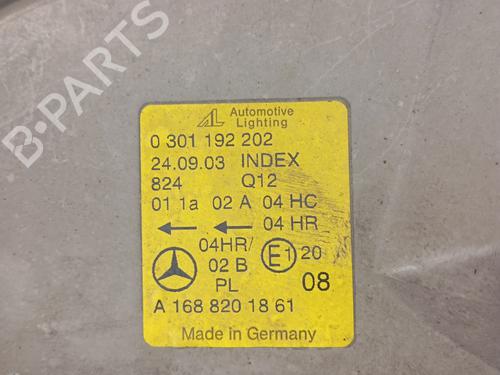 B-PARTS
AL Automotive
Lighting
0 301 192 202
24.09.03 INDEX
824 Q12
01 1a 02 A 04 HC
04 HR
04HR/ E1 20
02 B
PL 08
A 168 820 18 61
Made in Germany